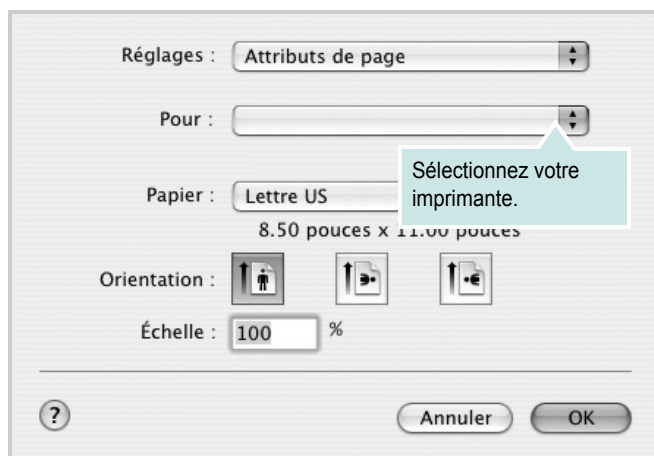 Réglages : Attributs de page
Pour :
Sélectionnez votre
imprimante.
Papier : Lettre US
8.50 pouces x 11.00 pouces
Orientation :
Échelle : 100 %
? Annuler OK